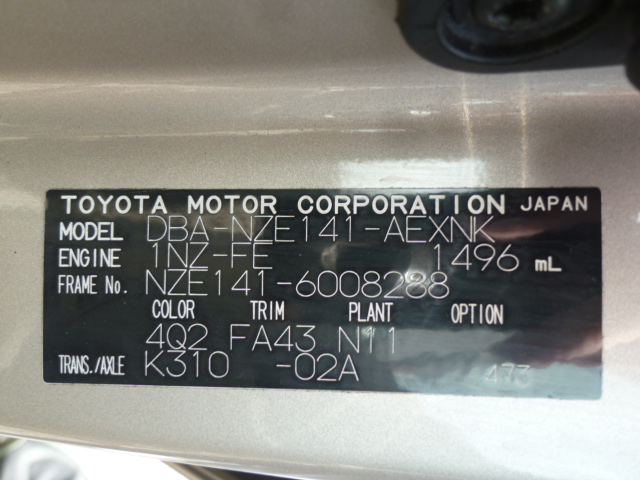 TOYOTA MOTOR CORPORATION JAPAN
MODEL DBA-NZE141-AEXNK
ENGINE 1NZ-FE 1496 mL
FRAME No. NZE141-6008288
COLOR TRIM PLANT OPTION
4Q2 FA43 N11
TRANS./AXLE K310 -02A 473